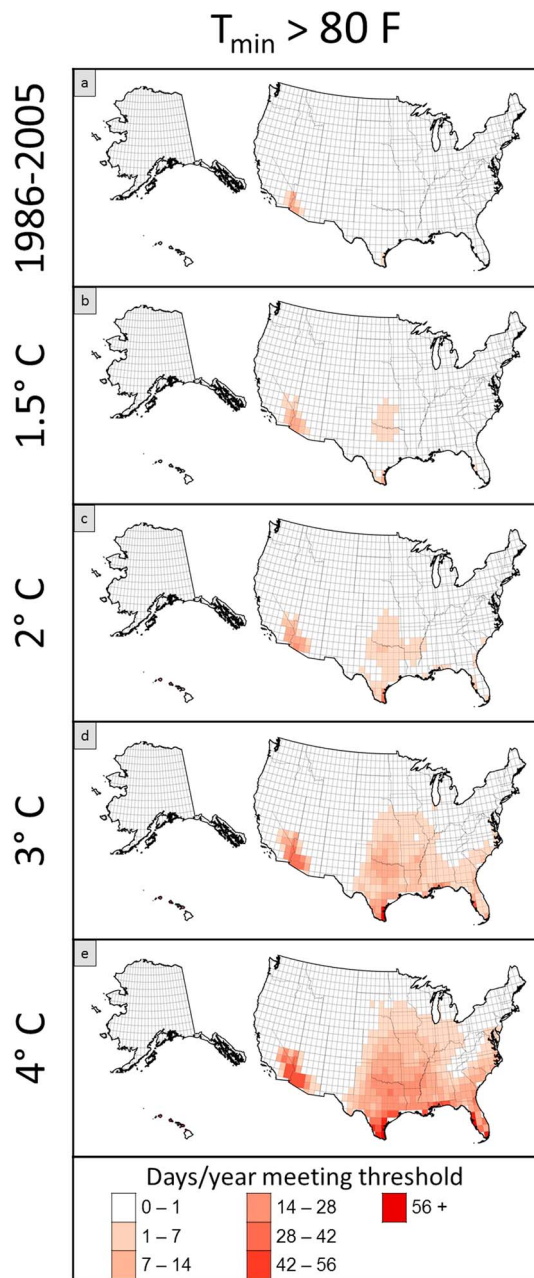 T_min > 80 F
1986-2005
a
1.5° C
b
2° C
c
3° C
d
4° C
e
Days/year meeting threshold
0 – 1
14 – 28
56 +
1 – 7
28 – 42
7 – 14
42 – 56